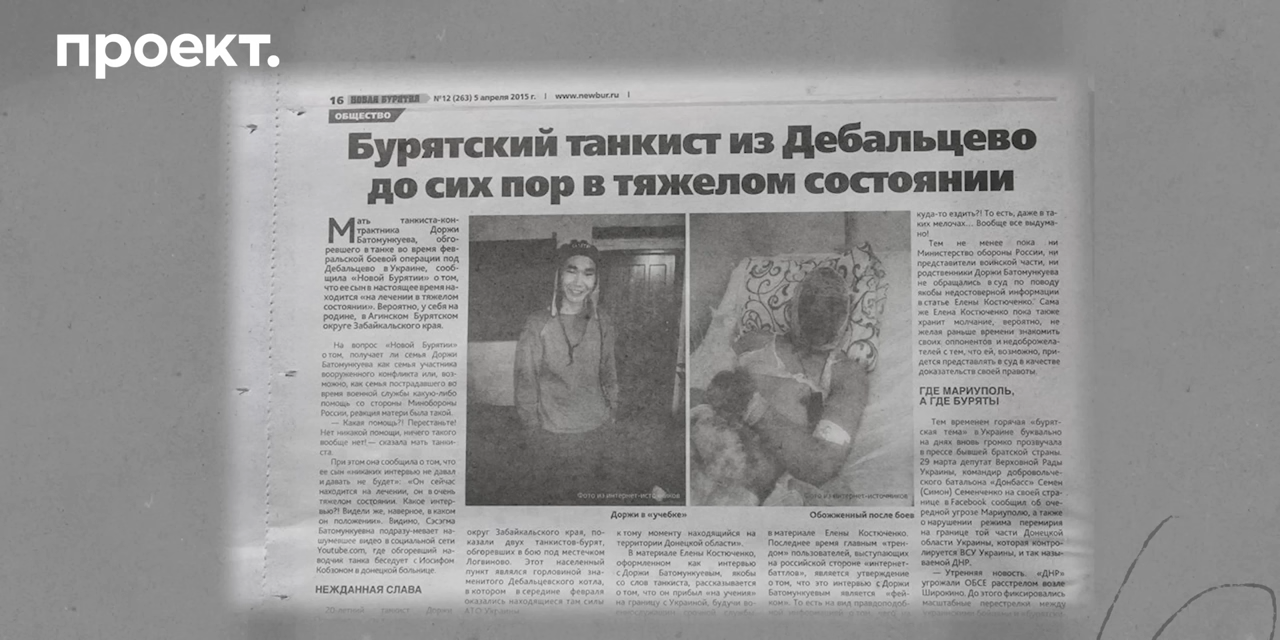 проект.
16 НОВАЯ БУРЯТИЯ №12 (263) 5 апреля 2015 г. | www.newbur.ru |
ОБЩЕСТВО
Бурятский танкист из Дебальцево
до сих пор в тяжелом состоянии
Мать танкиста-кон-
трактника Доржи
Батомункуева, обго-
ревшего в танке во время фев-
ральской боевой операции под
Дебальцево в Украине, сооб-
щила «Новой Бурятии» о том,
что ее сын в настоящее время на-
ходится «на лечении в тяжелом
состоянии». Вероятно, у себя на
родине, в Агинском Бурятском
округе Забайкальского края.
На вопрос «Новой Бурятии»
о том, получает ли семья Доржи
Батомункуева как семья участника
вооруженного конфликта или, воз-
можно, как семья пострадавшего во
время военной службы какую-либо
помощь со стороны Минобороны
России, реакция матери была такой.
— Какая помощь?! Перестаньте!
Нет никакой помощи, ничего такого
вообще нет! — сказала мать танки-
ста.
При этом она сообщила о том, что
ее сын «никаких интервью не давал
и давать не будет»: «Он сейчас
находится на лечении, он в очень
тяжелом состоянии. Какое интер-
вью?! Видели же, наверное, в каком
он положении». Видимо, Сэсэгма
Батомункуева подразу-мевает на-
шумевшее видео в социальной сети
Youtube.com, где обгоревший на-
водчик танка беседует с Иосифом
Кобзоном в донецкой больнице.
НЕЖДАННАЯ СЛАВА
20-летний танкист Доржи
Фото из интернет-источников
Фото из интернет-источников
Доржи в «учебке»
Обожженный после боев
округ Забайкальского края, по-
казали двух танкистов-бурят,
обгоревших в бою под местечком
Логвиново. Этот населенный
пункт являлся горловиной зна-
менитого Дебальцевского котла,
в котором в середине февраля
оказались находящиеся там силы
АТО Украины
к тому моменту находящийся на
территории Донецкой области».
В материале Елены Костюченко,
оформленном как интервью
с Доржи Батомункуевым, якобы
со слов танкиста, рассказывается
о том, что он прибыл «на учения»
на границу с Украиной, будучи во-
в материале Елены Костюченко.
Последнее время главным «трен-
дом» пользователей, выступающих
на российской стороне «интернет-
баттлов», является утверждение
о том, что это интервью с Доржи
Батомункуевым является «фей-
ком». То есть на вид правдоподоб-
куда-то ездить?! То есть, даже в та-
ких мелочах... Вообще все выдума-
но!
Тем не менее пока ни
Министерство обороны России, ни
представители воинской части, ни
родственники Доржи Батомункуева
не обращались в суд по поводу
якобы недостоверной информации
в статье Елены Костюченко. Сама
же Елена Костюченко пока также
хранит молчание, вероятно, не
желая раньше времени знакомить
своих оппонентов и недоброжела-
телей с тем, что ей, возможно, при-
дется представлять в суд в качестве
доказательств своей правоты.
ГДЕ МАРИУПОЛЬ,
А ГДЕ БУРЯТЫ
Тем временем горячая «бурят-
ская тема» в Украине буквально
на днях вновь громко прозвучала
в прессе бывшей братской страны.
29 марта депутат Верховной Рады
Украины, командир добровольче-
ского батальона «Донбасс» Семен
(Симон) Семенченко на своей стра-
нице в Facebook сообщил об оче-
редной угрозе Мариуполю, а также
о нарушении режима перемирия
на границе той части Донецкой
области Украины, которая контро-
лируется ВСУ Украины, и так назы-
ваемой ДНР.
— Утренняя новость. «ДНР»
угрожали ОБСЕ расстрелом возле
Широкино. До этого фиксировались
масштабные перестрелки между